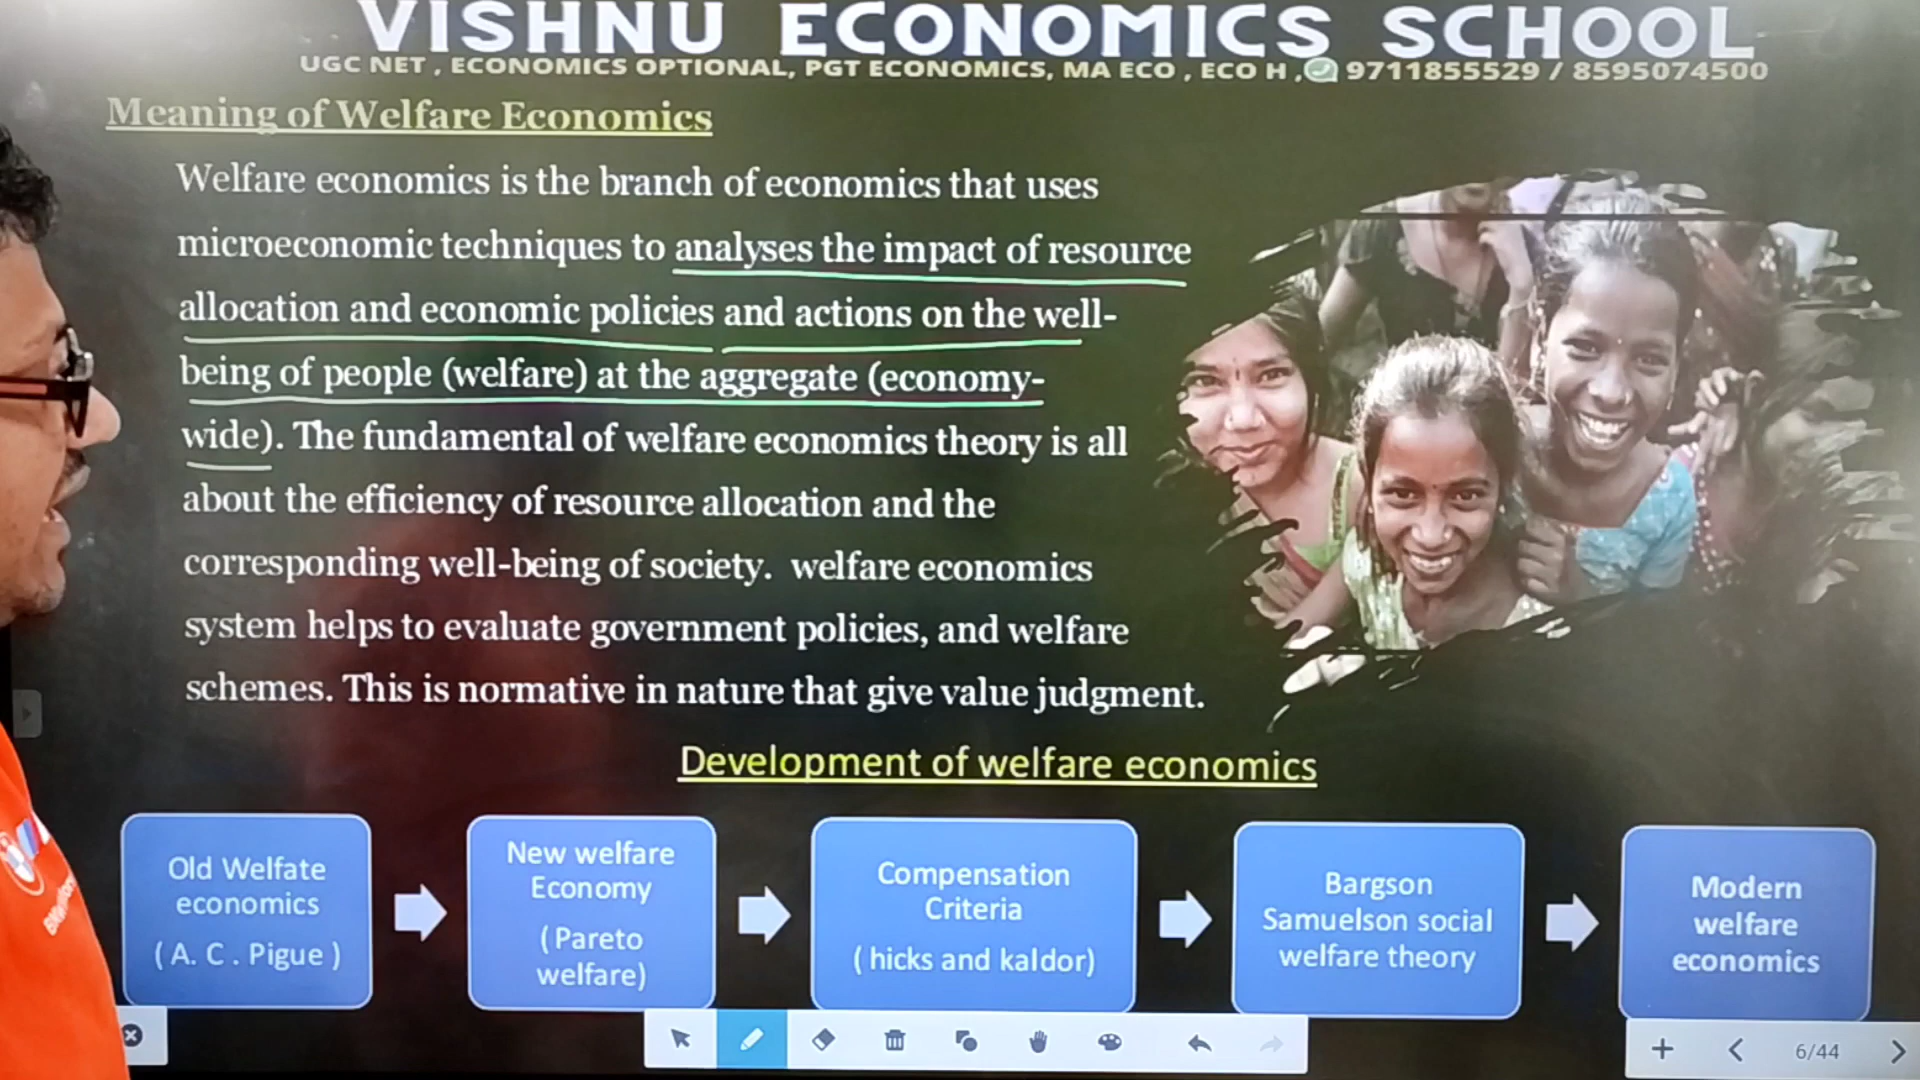 VISHNU ECONOMICS SCHOOL
UGC NET , ECONOMICS OPTIONAL, PGT ECONOMICS, MA ECO , ECO H , 9711855529 / 8595074500
Meaning of Welfare Economics
Welfare economics is the branch of economics that uses
microeconomic techniques to analyses the impact of resource
allocation and economic policies and actions on the well-
being of people (welfare) at the aggregate (economy-
wide). The fundamental of welfare economics theory is all
about the efficiency of resource allocation and the
corresponding well-being of society. welfare economics
system helps to evaluate government policies, and welfare
schemes. This is normative in nature that give value judgment.
Development of welfare economics
Old Welfate
economics
( A. C . Pigue )
New welfare
Economy
(Pareto
welfare)
Compensation
Criteria
( hicks and kaldor)
Bargson
Samuelson social
welfare theory
Modern
welfare
economics
6/44